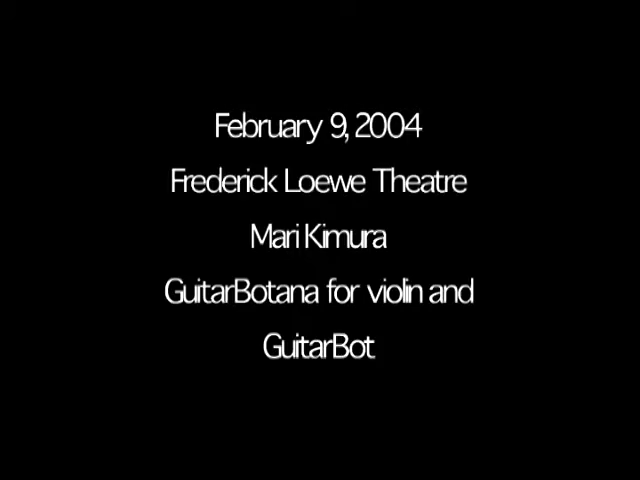 February 9, 2004
Frederick Loewe Theatre
Mari Kimura
GuitarBotana for violin and
GuitarBot